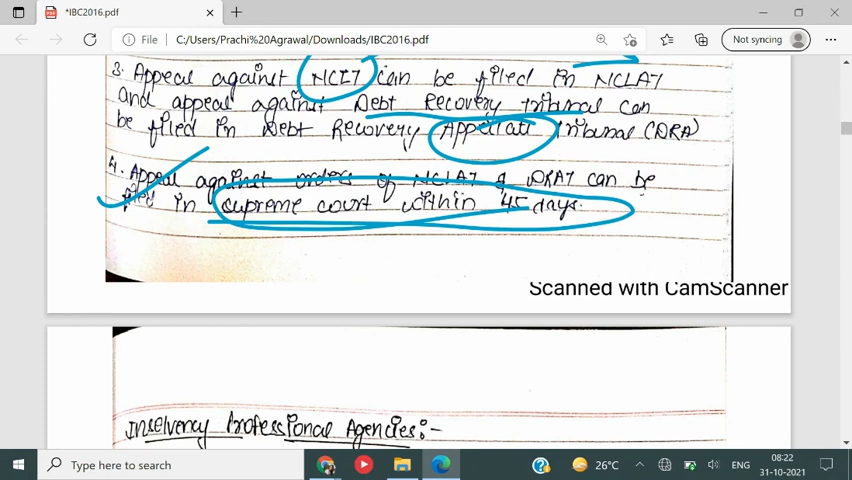 *IBC2016.pdf
File C:/Users/Prachi%20Agrawal/Downloads/IBC2016.pdf
Not syncing
3. Appeal against NCLT can be filed in NCLAT
and appeal against Debt Recovery tribunal can
be filed in Debt Recovery Appellate Tribunal (DRA)
4. Appeal against orders of NCLAT & DRAT can be
filed in supreme court within 45 days.
Scanned with CamScanner
Insolvency Professional Agencies:-
Type here to search
26°C
ENG
08:22
31-10-2021